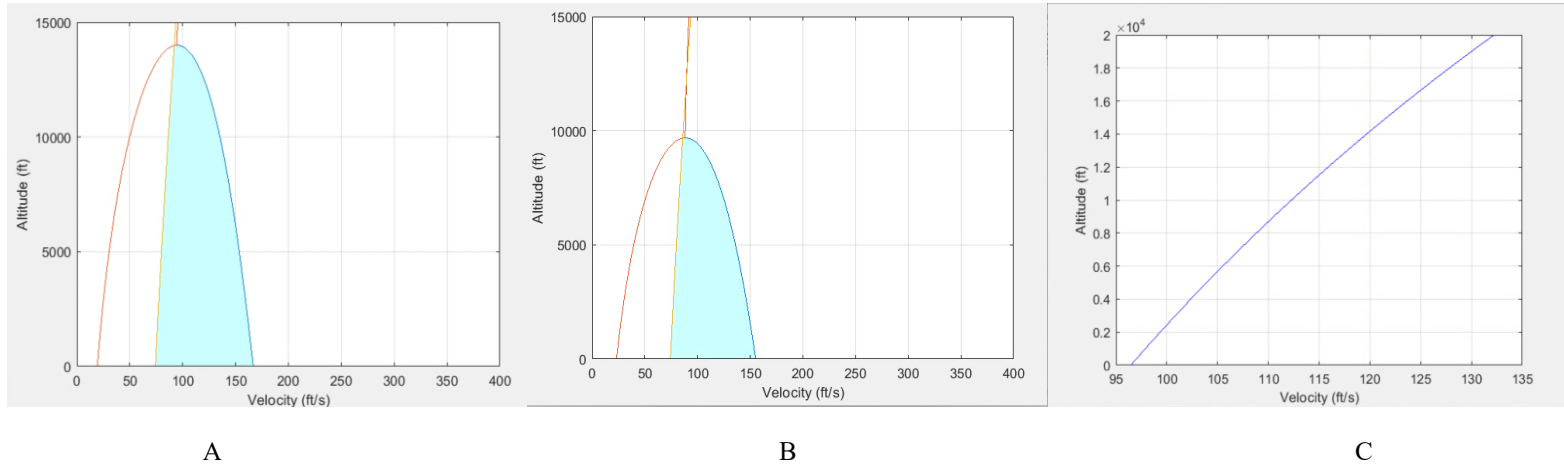 15000
10000
5000
0
0 50 100 150 200 250 300 350 400
Altitude (ft)
Velocity (ft/s)
A
15000
10000
5000
0
0 50 100 150 200 250 300 350 400
Altitude (ft)
Velocity (ft/s)
B
×10⁴
2
1.8
1.6
1.4
1.2
1
0.8
0.6
0.4
0.2
0
95 100 105 110 115 120 125 130 135
Altitude (ft)
Velocity (ft/s)
C